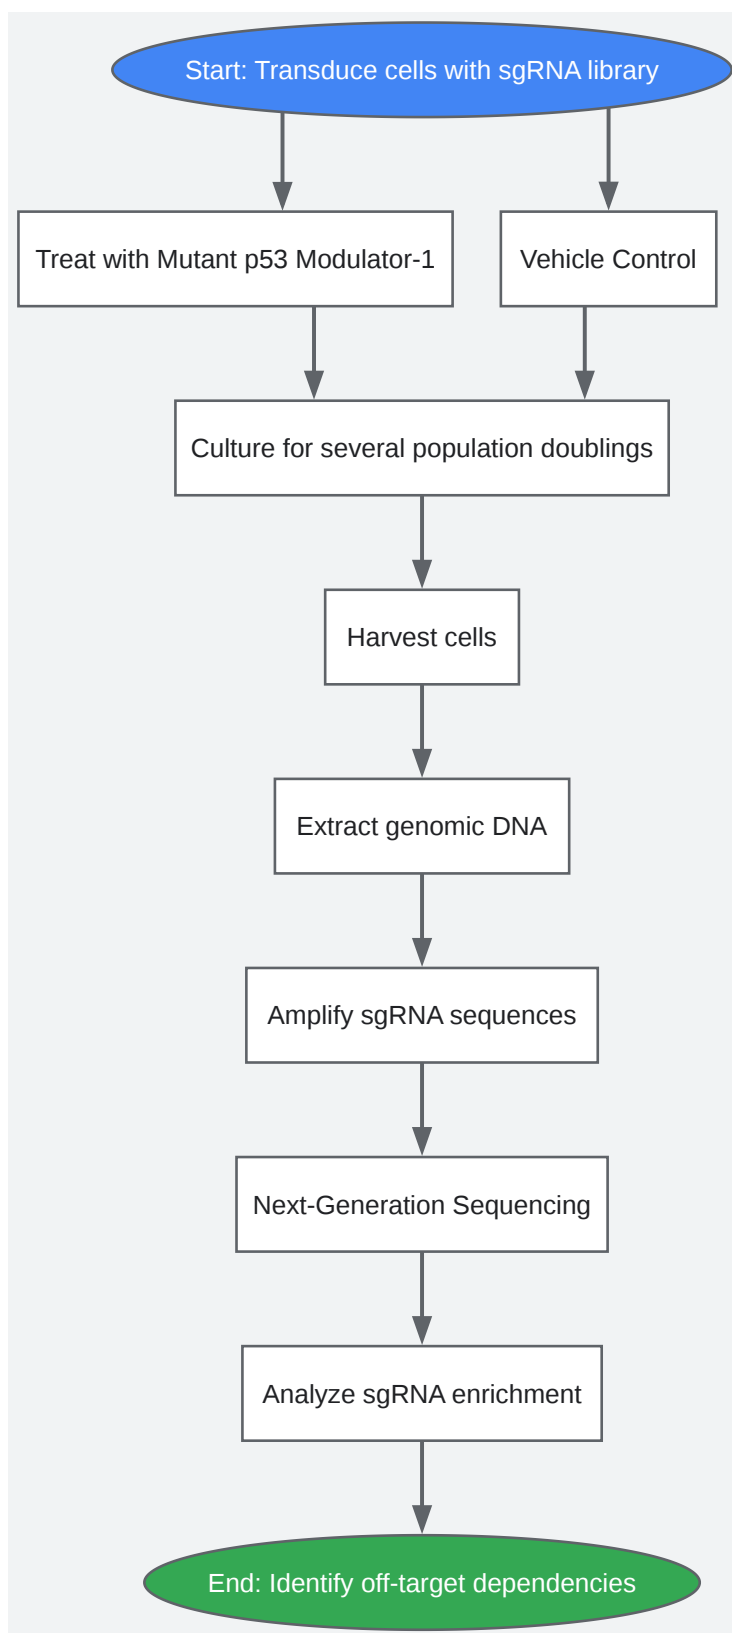 Start: Transduce cells with sgRNA library
Treat with Mutant p53 Modulator-1
Vehicle Control
Culture for several population doublings
Harvest cells
Extract genomic DNA
Amplify sgRNA sequences
Next-Generation Sequencing
Analyze sgRNA enrichment
End: Identify off-target dependencies